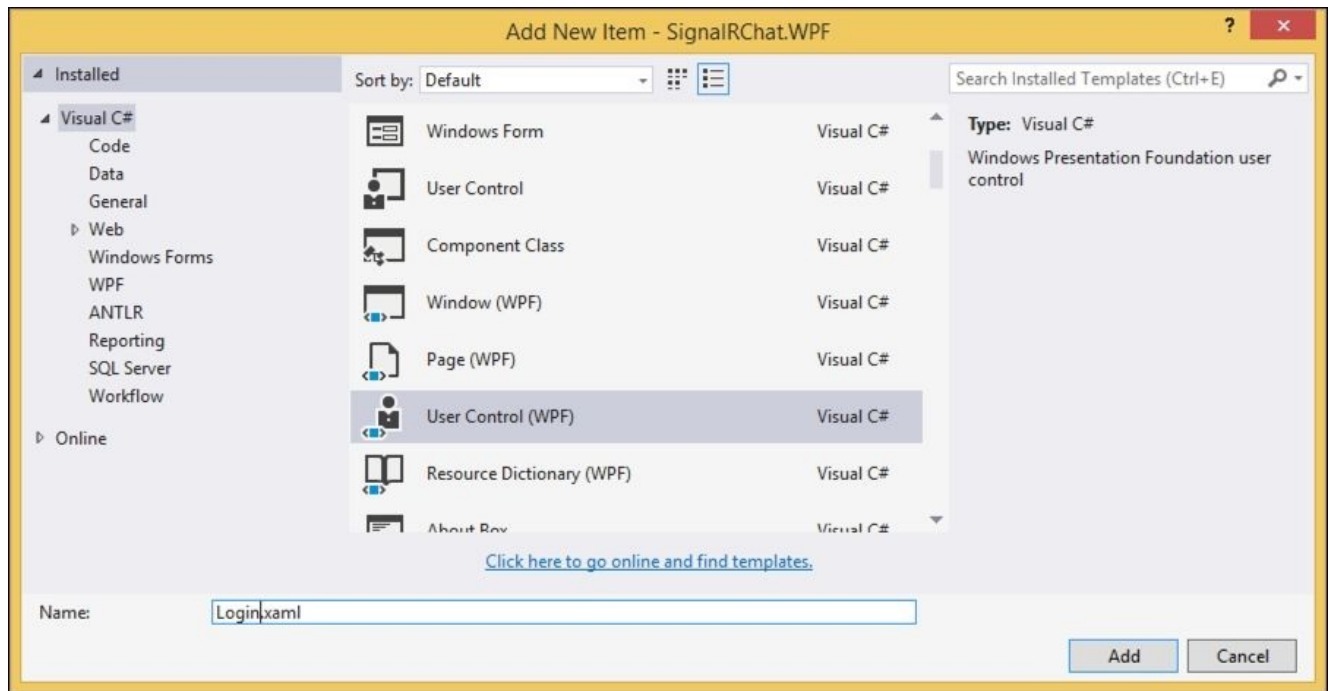 Add New Item - SignalRChat.WPF
?
×
Installed
Sort by: Default
Search Installed Templates (Ctrl+E)
Visual C#
Code
Data
General
Web
Windows Forms
WPF
ANTLR
Reporting
SQL Server
Workflow
Online
Windows Form Visual C#
User Control Visual C#
Component Class Visual C#
Window (WPF) Visual C#
Page (WPF) Visual C#
User Control (WPF) Visual C#
Resource Dictionary (WPF) Visual C#
About Box Visual C#
Type: Visual C#
Windows Presentation Foundation user
control
Click here to go online and find templates.
Name: Login.xaml
Add Cancel